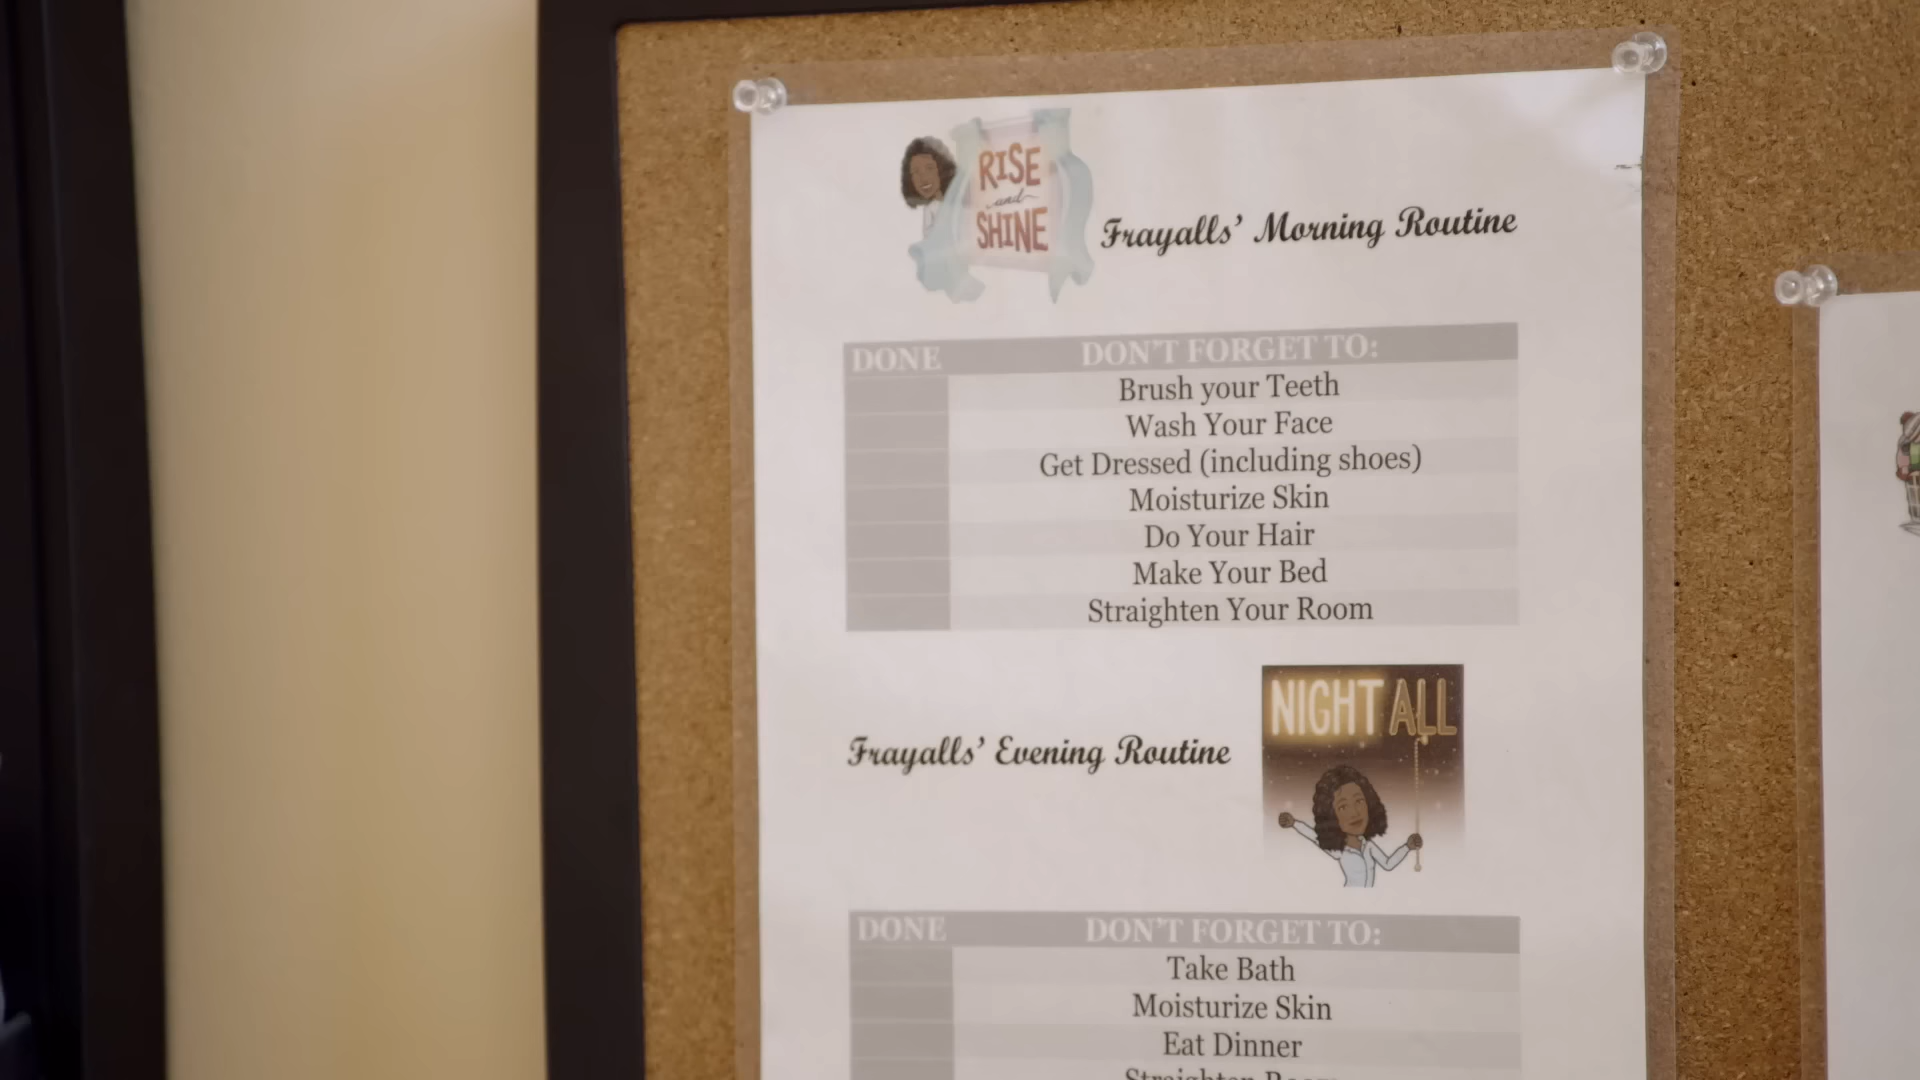 RISE
and
SHINE
Frayalls’ Morning Routine
DONE DON'T FORGET TO:
Brush your Teeth
Wash Your Face
Get Dressed (including shoes)
Moisturize Skin
Do Your Hair
Make Your Bed
Straighten Your Room
NIGHT ALL
Frayalls’ Evening Routine
DONE DON'T FORGET TO:
Take Bath
Moisturize Skin
Eat Dinner
Straighten Room